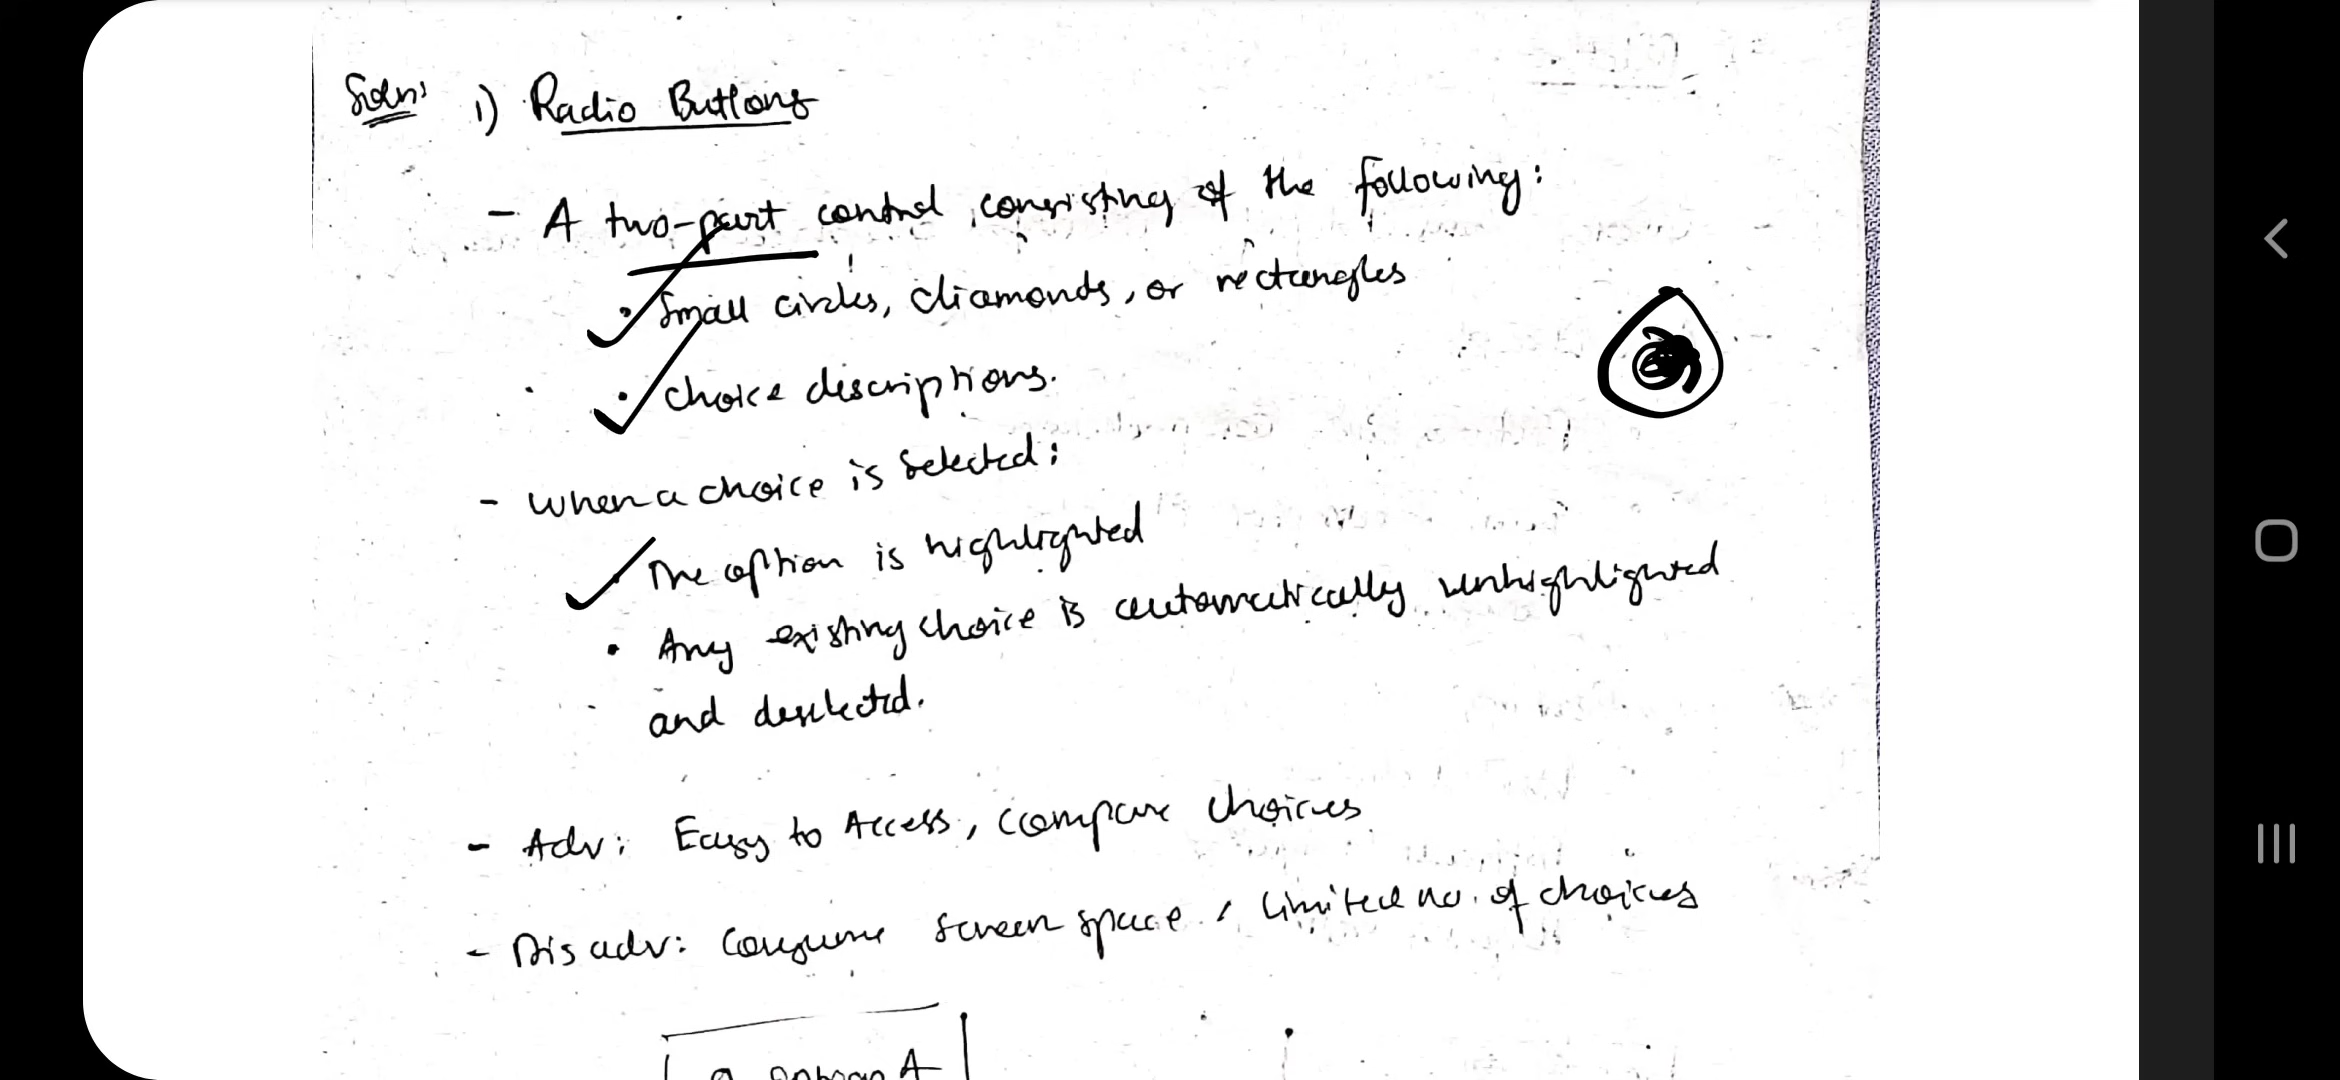 Soln:
1) Radio Buttons
- A two-part control, consisting of the following:
• Small circles, diamonds, or rectangles
• Choice descriptions.
- When a choice is selected:
• The option is highlighted
• Any existing choice is automatically unhighlighted
and deselected.
- Adv: Easy to Access, compare choices
- Disadv: Consume screen space, limited no. of choices
option A